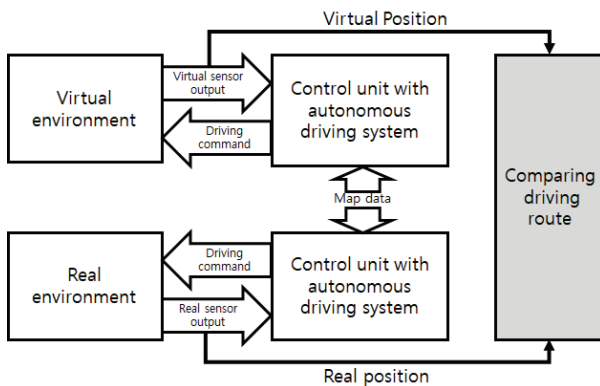 Virtual Position
Virtual
environment
Virtual sensor
output
Driving
command
Control unit with
autonomous
driving system
Map data
Comparing
driving
route
Real
environment
Driving
command
Real sensor
output
Control unit with
autonomous
driving system
Real position